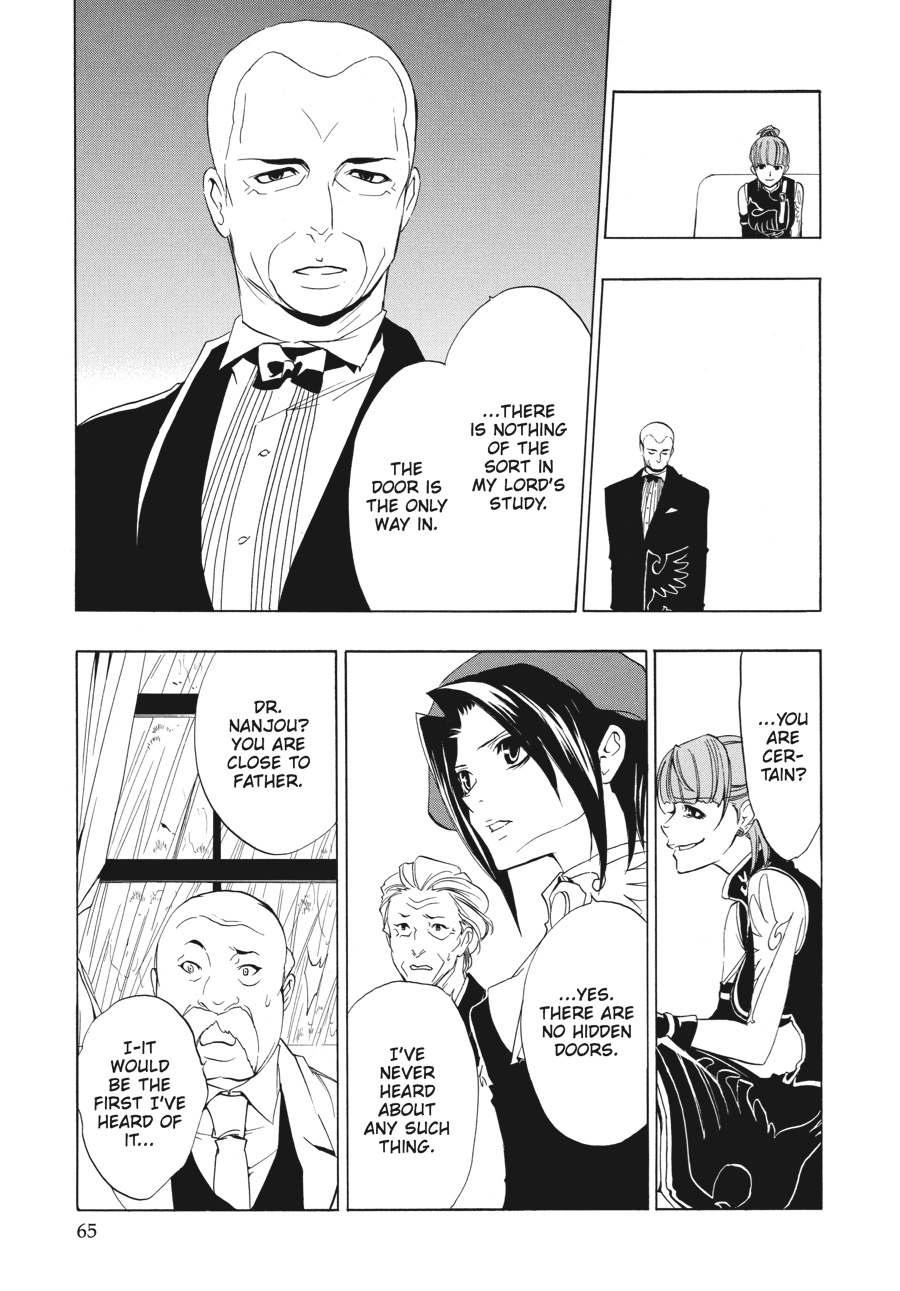 ...THERE
IS NOTHING
OF THE
SORT IN
MY LORD'S
STUDY.
THE
DOOR IS
THE ONLY
WAY IN.
...YOU
ARE
CER-
TAIN?
...YES.
THERE ARE
NO HIDDEN
DOORS.
I'VE
NEVER
HEARD
ABOUT
ANY SUCH
THING.
DR.
NANJOU?
YOU ARE
CLOSE TO
FATHER.
I-IT
WOULD
BE THE
FIRST I'VE
HEARD OF
IT...
65